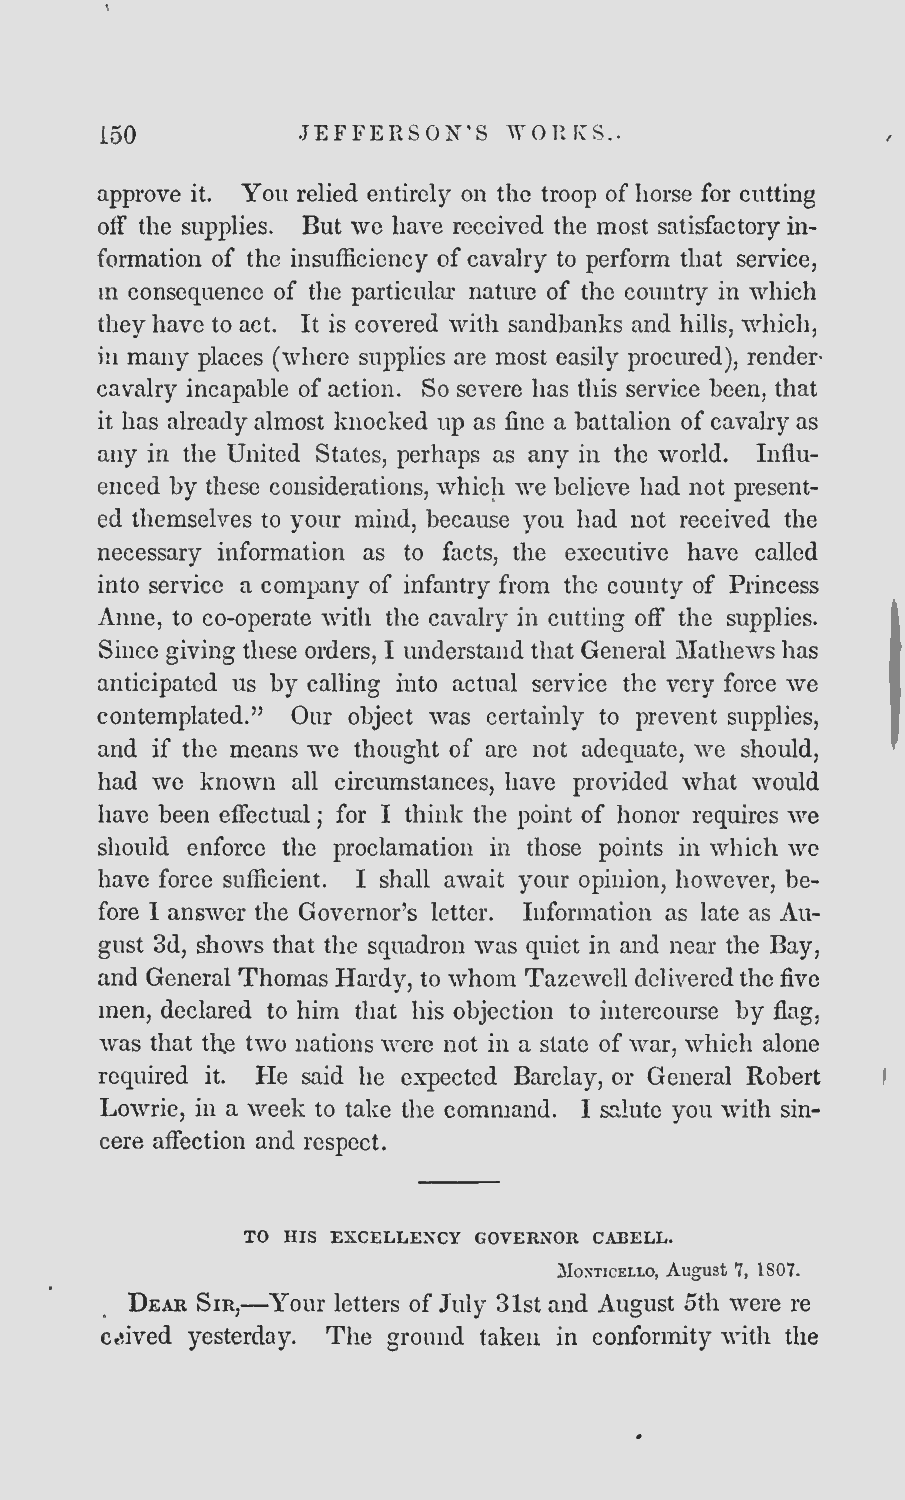 150 JEFFERSON'S WORKS.
approve it. You relied entirely on the troop of horse for cutting
off the supplies. But we have received the most satisfactory in-
formation of the insufficiency of cavalry to perform that service,
in consequence of the particular nature of the country in which
they have to act. It is covered with sandbanks and hills, which,
in many places (where supplies are most easily procured), render
cavalry incapable of action. So severe has this service been, that
it has already almost knocked up as fine a battalion of cavalry as
any in the United States, perhaps as any in the world. Influ-
enced by these considerations, which we believe had not present-
ed themselves to your mind, because you had not received the
necessary information as to facts, the executive have called
into service a company of infantry from the county of Princess
Anne, to co-operate with the cavalry in cutting off the supplies.
Since giving these orders, I understand that General Mathews has
anticipated us by calling into actual service the very force we
contemplated." Our object was certainly to prevent supplies,
and if the means we thought of are not adequate, we should,
had we known all circumstances, have provided what would
have been effectual; for I think the point of honor requires we
should enforce the proclamation in those points in which we
have force sufficient. I shall await your opinion, however, be-
fore I answer the Governor's letter. Information as late as Au-
gust 3d, shows that the squadron was quiet in and near the Bay,
and General Thomas Hardy, to whom Tazewell delivered the five
men, declared to him that his objection to intercourse by flag,
was that the two nations were not in a state of war, which alone
required it. He said he expected Barclay, or General Robert
Lowrie, in a week to take the command. I salute you with sin-
cere affection and respect.
TO HIS EXCELLENCY GOVERNOR CABELL.
MONTICELLO, August 7, 1807.
DEAR SIR,—Your letters of July 31st and August 5th were re
ceived yesterday. The ground taken in conformity with the